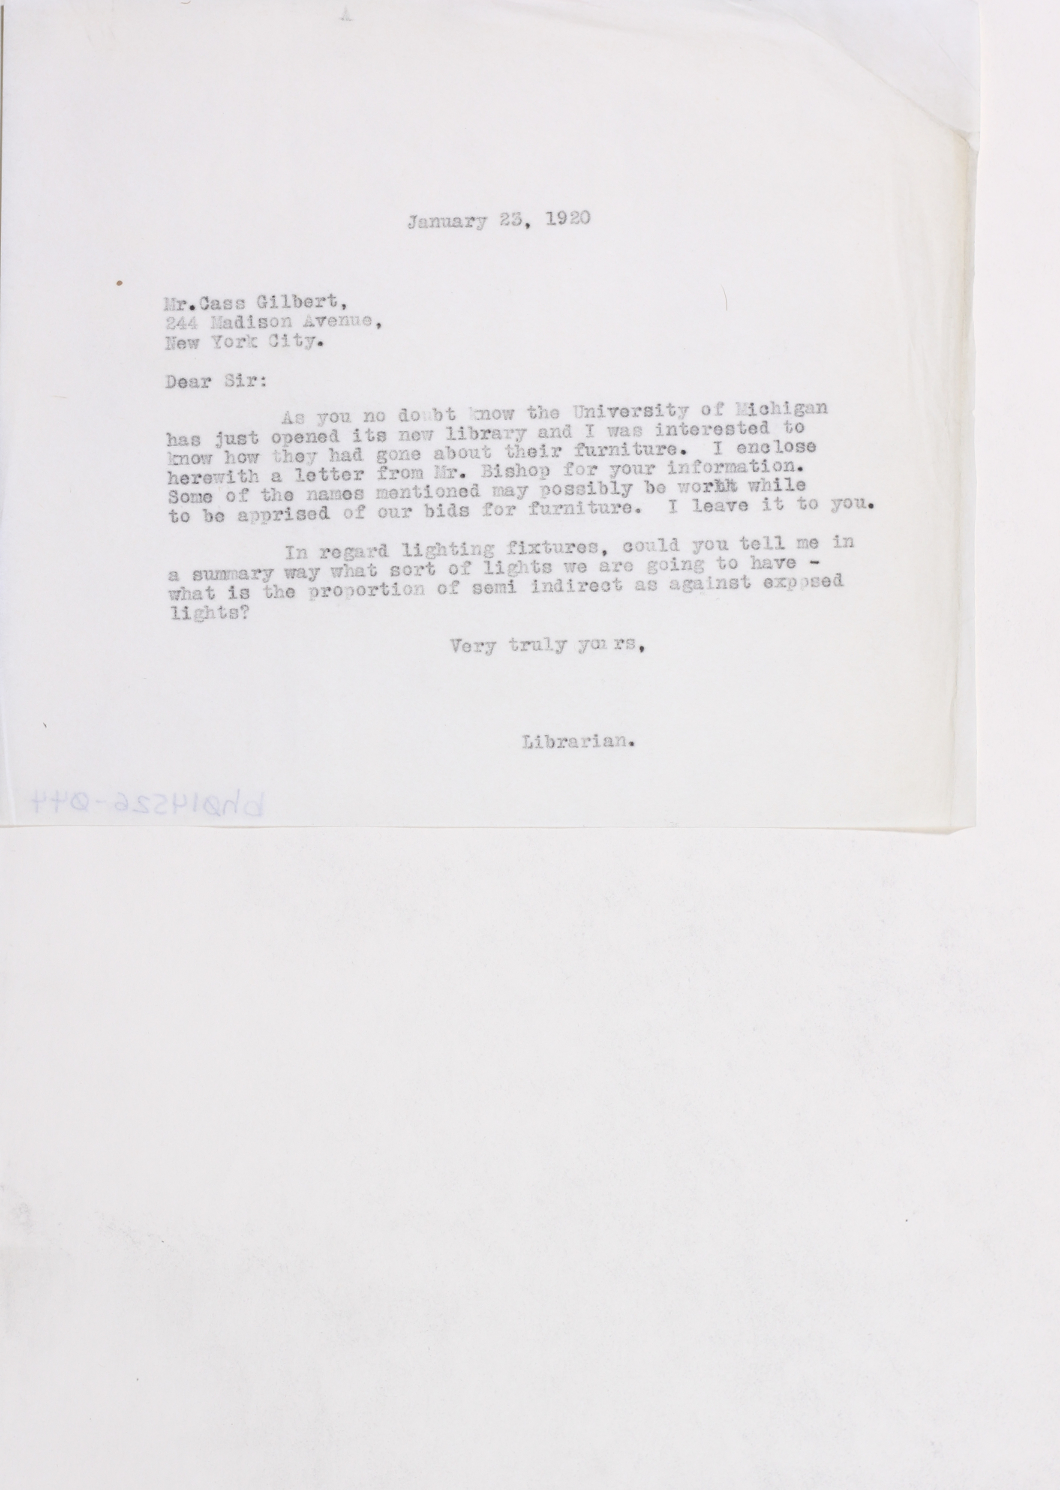 January 23, 1920
Mr.Cass Gilbert,
244 Madison Avenue,
New York City.
Dear Sir:
As you no doubt know the University of Michigan
has just opened its new library and I was interested to
know how they had gone about their furniture. I enclose
herewith a letter from Mr. Bishop for your information.
Some of the names mentioned may possibly be worth while
to be apprised of our bids for furniture. I leave it to you.
In regard lighting fixtures, could you tell me in
a summary way what sort of lights we are going to have -
what is the proportion of semi indirect as against exposed
lights?
Very truly yours,
Librarian.
bh014526-044